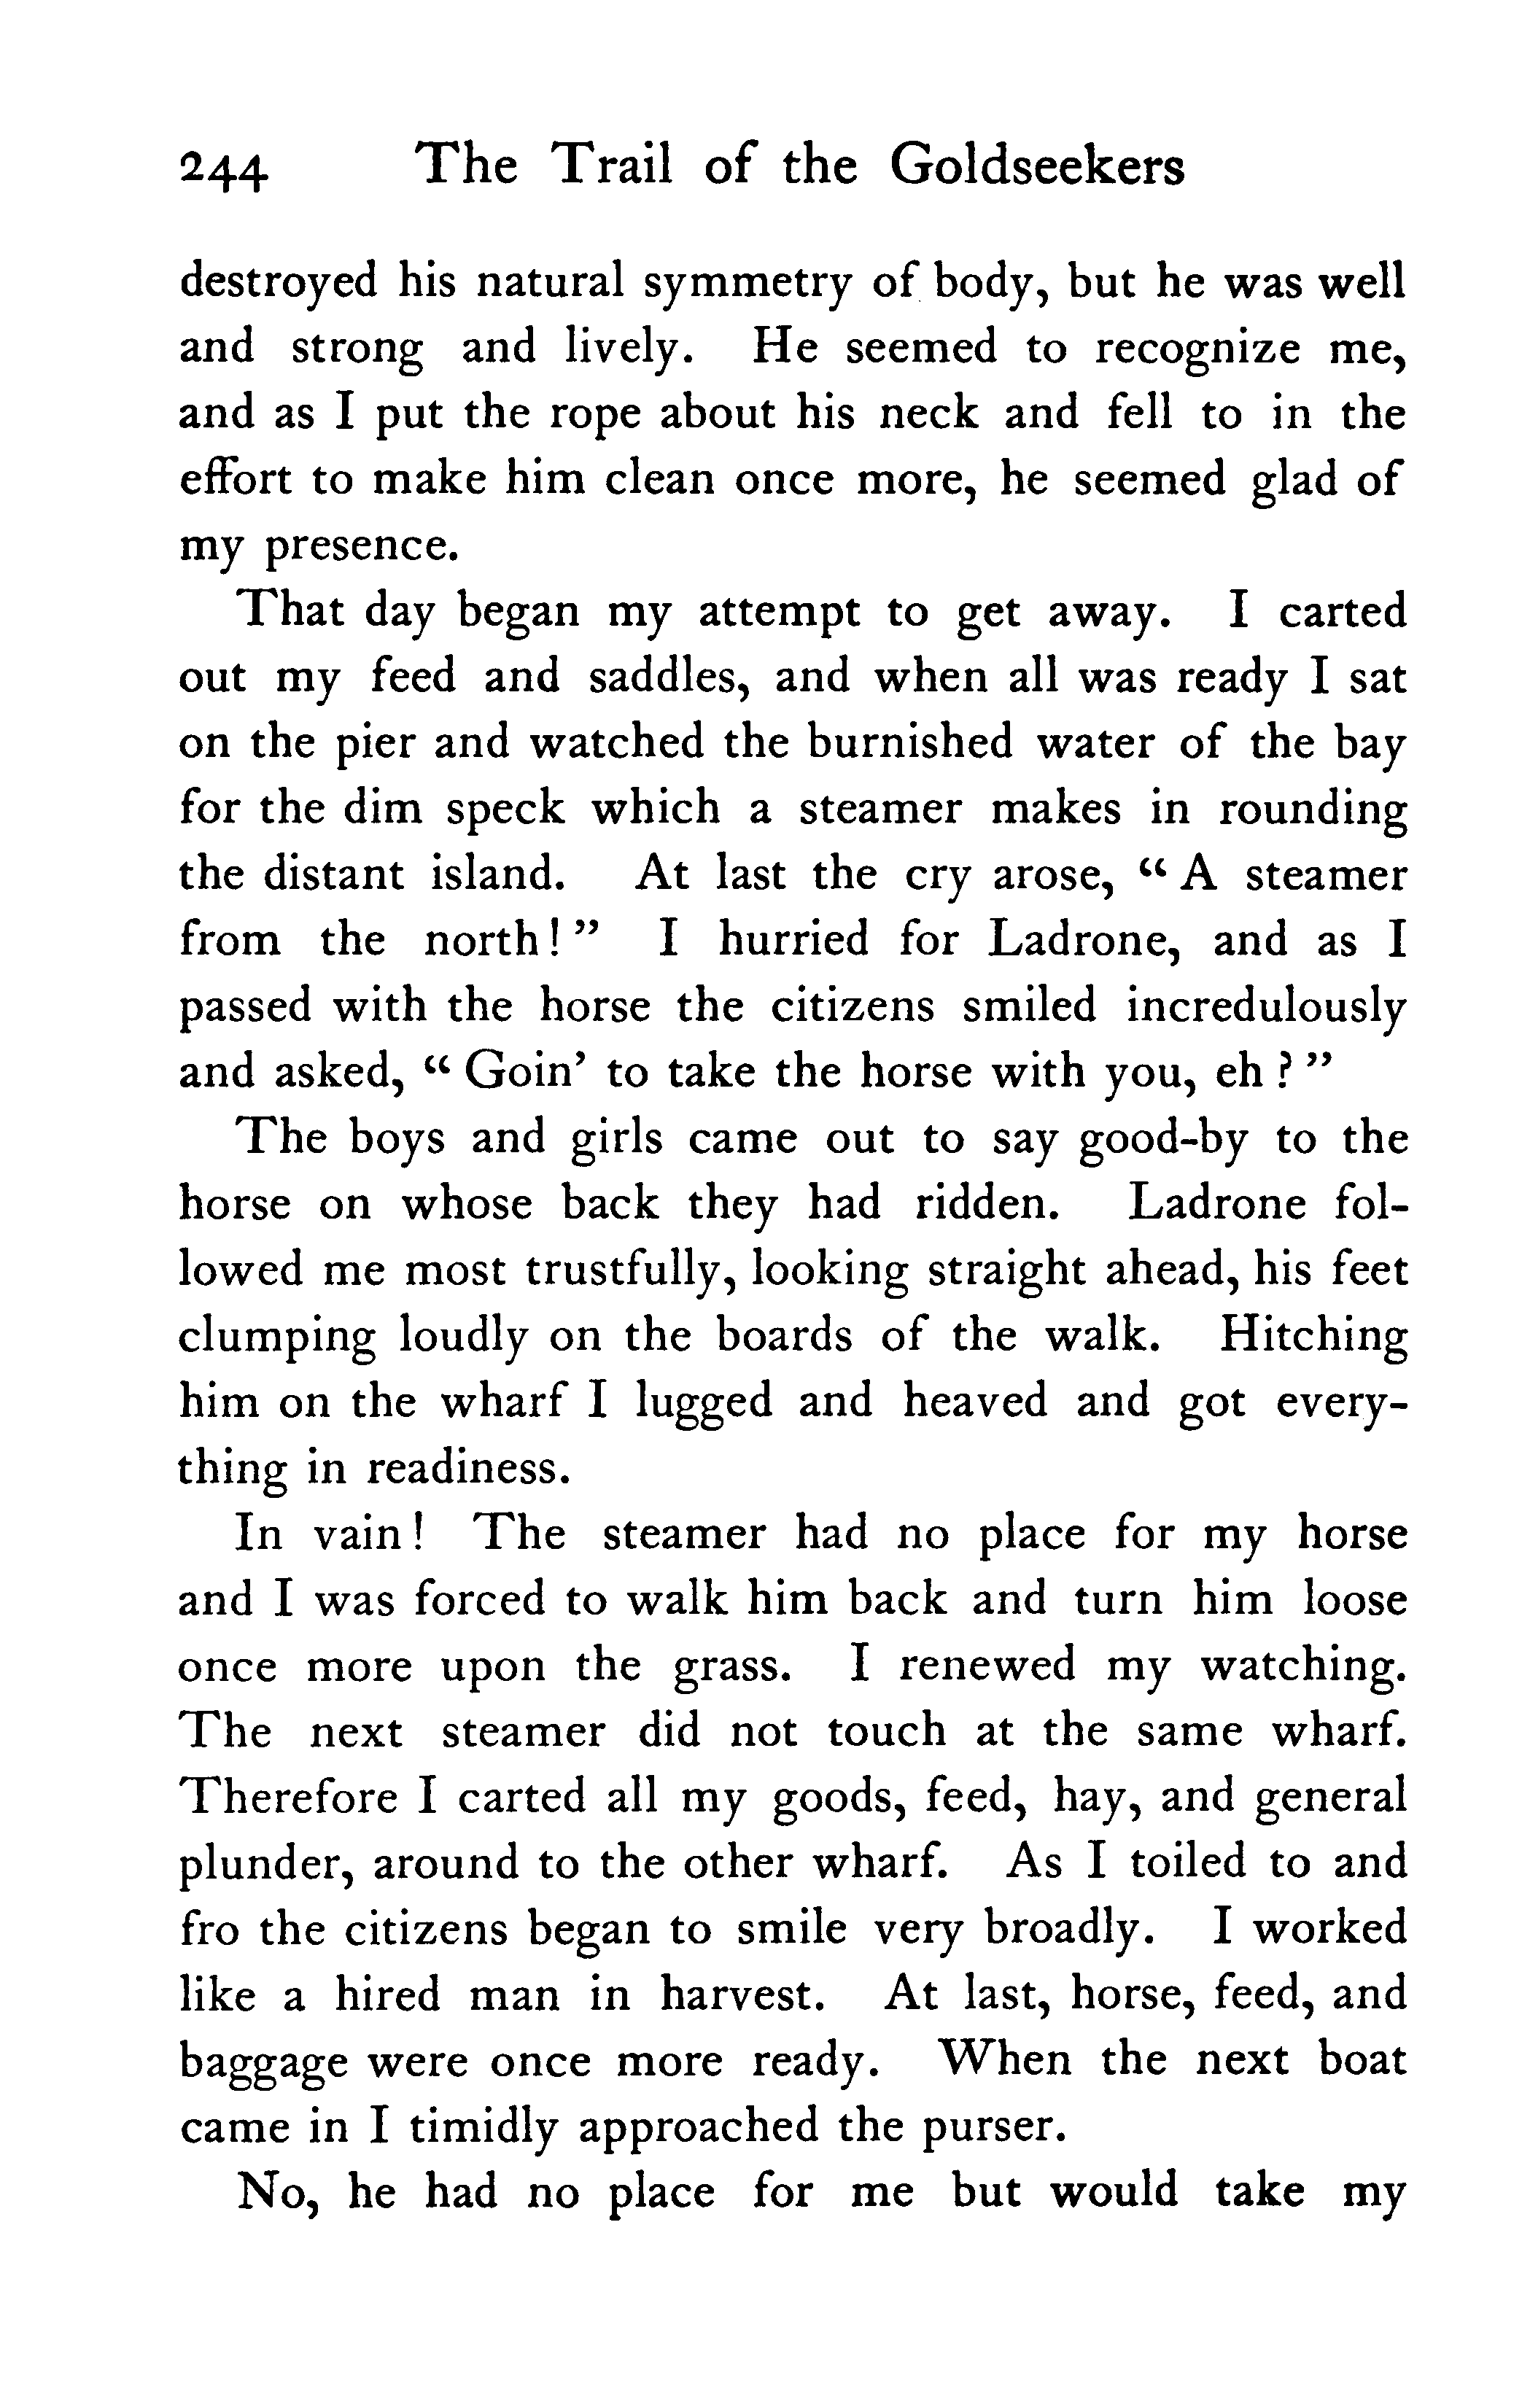 244 The Trail of the Goldseekers
destroyed his natural symmetry of body, but he was well
and strong and lively. He seemed to recognize me,
and as I put the rope about his neck and fell to in the
effort to make him clean once more, he seemed glad of
my presence.
That day began my attempt to get away. I carted
out my feed and saddles, and when all was ready I sat
on the pier and watched the burnished water of the bay
for the dim speck which a steamer makes in rounding
the distant island. At last the cry arose, “ A steamer
from the north! ” I hurried for Ladrone, and as I
passed with the horse the citizens smiled incredulously
and asked, “ Goin’ to take the horse with you, eh ? ”
The boys and girls came out to say good-by to the
horse on whose back they had ridden. Ladrone fol-
lowed me most trustfully, looking straight ahead, his feet
clumping loudly on the boards of the walk. Hitching
him on the wharf I lugged and heaved and got every-
thing in readiness.
In vain! The steamer had no place for my horse
and I was forced to walk him back and turn him loose
once more upon the grass. I renewed my watching.
The next steamer did not touch at the same wharf.
Therefore I carted all my goods, feed, hay, and general
plunder, around to the other wharf. As I toiled to and
fro the citizens began to smile very broadly. I worked
like a hired man in harvest. At last, horse, feed, and
baggage were once more ready. When the next boat
came in I timidly approached the purser.
No, he had no place for me but would take my